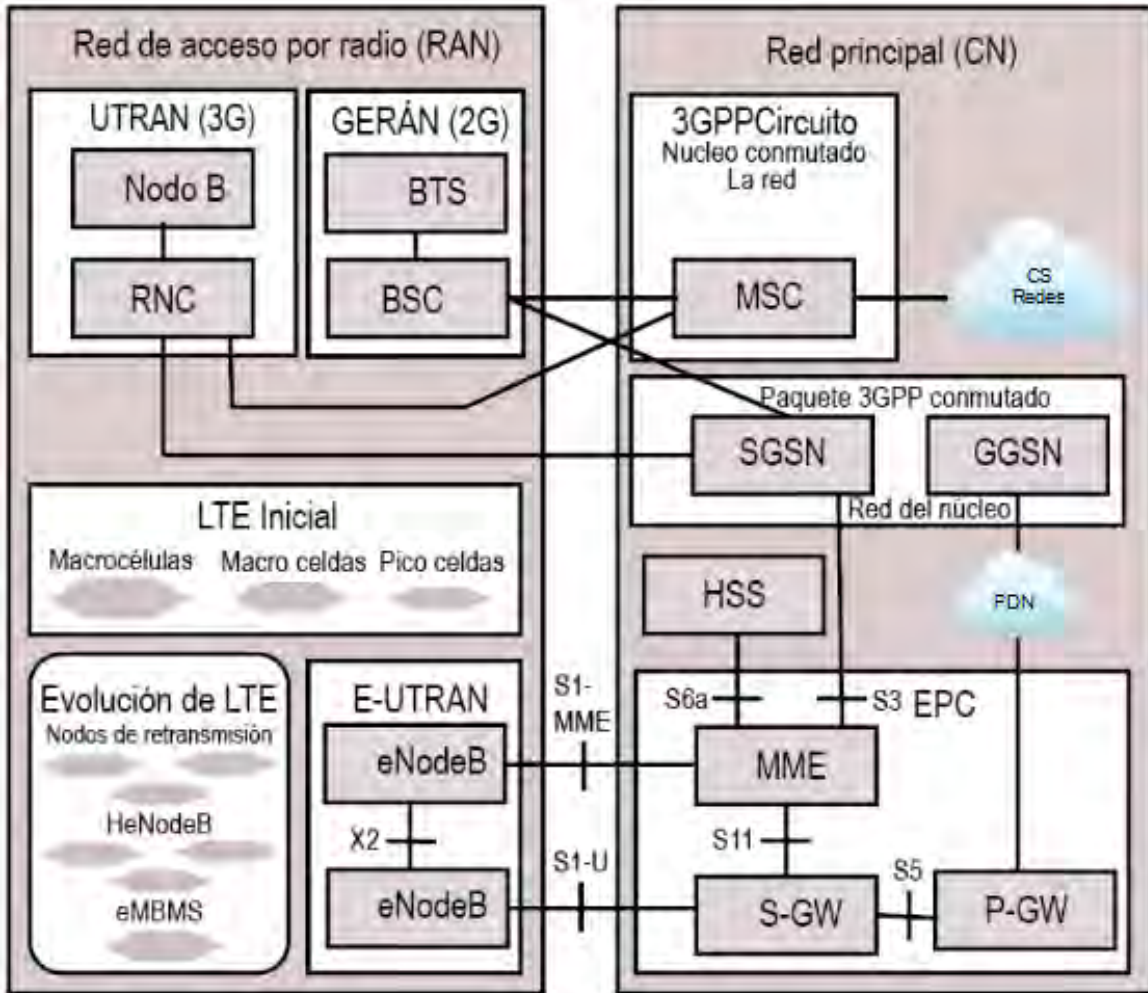 Red de acceso por radio (RAN)
UTRAN (3G)
Nodo B
RNC
GERÁN (2G)
BTS
BSC
LTE Inicial
Macrocélulas
Macro celdas
Pico celdas
Evolución de LTE
Nodos de retransmisión
HeNodeB
eMBMS
E-UTRAN
eNodeB
X2
eNodeB
S1-
MME
S1-U
Red principal (CN)
3GPPCircuito
Nucleo conmutado
La red
MSC
CS
Redes
Paquete 3GPP conmutado
SGSN
GGSN
Red del núcleo
HSS
PDN
S6a
S3
EPC
MME
S11
S-GW
S5
P-GW